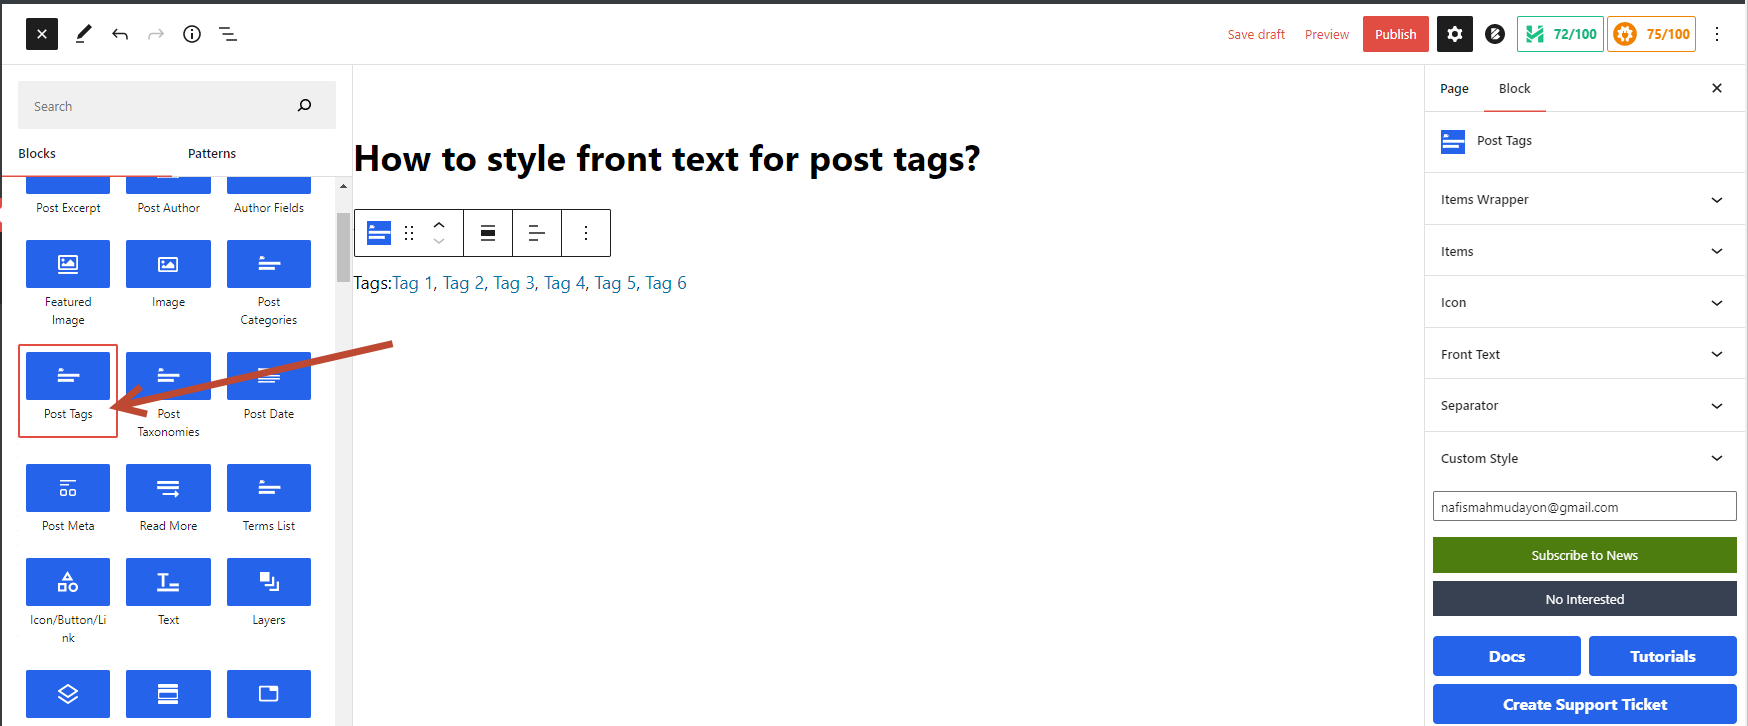 Save draft
Preview
Publish
72/100
75/100
Search
Blocks
Patterns
Post Excerpt
Post Author
Author Fields
Featured
Image
Image
Post
Categories
Post Tags
Post
Taxonomies
Post Date
Post Meta
Read More
Terms List
Icon/Button/Li
nk
Text
Layers
How to style front text for post tags?
Tags:Tag 1, Tag 2, Tag 3, Tag 4, Tag 5, Tag 6
Page
Block
Post Tags
Items Wrapper
Items
Icon
Front Text
Separator
Custom Style
nafismahmudayon@gmail.com
Subscribe to News
No Interested
Docs
Tutorials
Create Support Ticket